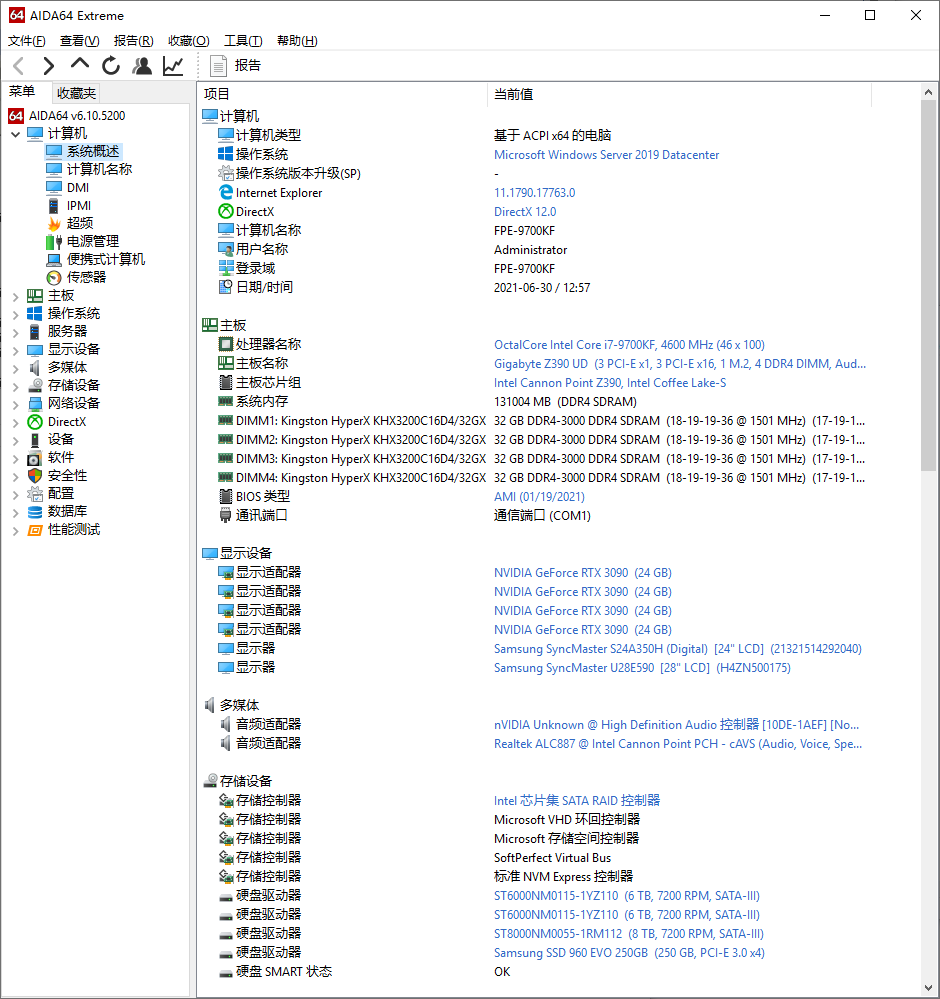 AIDA64 Extreme
文件(F) 查看(V) 报告(R) 收藏(O) 工具(T) 帮助(H)
报告
菜单 收藏夹
AIDA64 v6.10.5200
计算机
系统概述
计算机名称
DMI
IPMI
超频
电源管理
便携式计算机
传感器
主板
操作系统
服务器
显示设备
多媒体
存储设备
网络设备
DirectX
设备
软件
安全性
配置
数据库
性能测试
项目 当前值
计算机
计算机类型 基于 ACPI x64 的电脑
操作系统 Microsoft Windows Server 2019 Datacenter
操作系统版本升级(SP) -
Internet Explorer 11.1790.17763.0
DirectX DirectX 12.0
计算机名称 FPE-9700KF
用户名称 Administrator
登录域 FPE-9700KF
日期/时间 2021-06-30 / 12:57
主板
处理器名称 OctalCore Intel Core i7-9700KF, 4600 MHz (46 x 100)
主板名称 Gigabyte Z390 UD (3 PCI-E x1, 3 PCI-E x16, 1 M.2, 4 DDR4 DIMM, Aud...
主板芯片组 Intel Cannon Point Z390, Intel Coffee Lake-S
系统内存 131004 MB (DDR4 SDRAM)
DIMM1: Kingston HyperX KHX3200C16D4/32GX 32 GB DDR4-3000 DDR4 SDRAM (18-19-19-36 @ 1501 MHz) (17-19-1...
DIMM2: Kingston HyperX KHX3200C16D4/32GX 32 GB DDR4-3000 DDR4 SDRAM (18-19-19-36 @ 1501 MHz) (17-19-1...
DIMM3: Kingston HyperX KHX3200C16D4/32GX 32 GB DDR4-3000 DDR4 SDRAM (18-19-19-36 @ 1501 MHz) (17-19-1...
DIMM4: Kingston HyperX KHX3200C16D4/32GX 32 GB DDR4-3000 DDR4 SDRAM (18-19-19-36 @ 1501 MHz) (17-19-1...
BIOS 类型 AMI (01/19/2021)
通讯端口 通信端口 (COM1)
显示设备
显示适配器 NVIDIA GeForce RTX 3090 (24 GB)
显示适配器 NVIDIA GeForce RTX 3090 (24 GB)
显示适配器 NVIDIA GeForce RTX 3090 (24 GB)
显示适配器 NVIDIA GeForce RTX 3090 (24 GB)
显示器 Samsung SyncMaster S24A350H (Digital) [24" LCD] (21321514292040)
显示器 Samsung SyncMaster U28E590 [28" LCD] (H4ZN500175)
多媒体
音频适配器 nVIDIA Unknown @ High Definition Audio 控制器 [10DE-1AEF] [No...
音频适配器 Realtek ALC887 @ Intel Cannon Point PCH - cAVS (Audio, Voice, Spe...
存储设备
存储控制器 Intel 芯片集 SATA RAID 控制器
存储控制器 Microsoft VHD 环回控制器
存储控制器 Microsoft 存储空间控制器
存储控制器 SoftPerfect Virtual Bus
存储控制器 标准 NVM Express 控制器
硬盘驱动器 ST6000NM0115-1YZ110 (6 TB, 7200 RPM, SATA-III)
硬盘驱动器 ST6000NM0115-1YZ110 (6 TB, 7200 RPM, SATA-III)
硬盘驱动器 ST8000NM0055-1RM112 (8 TB, 7200 RPM, SATA-III)
硬盘驱动器 Samsung SSD 960 EVO 250GB (250 GB, PCI-E 3.0 x4)
硬盘 SMART 状态 OK